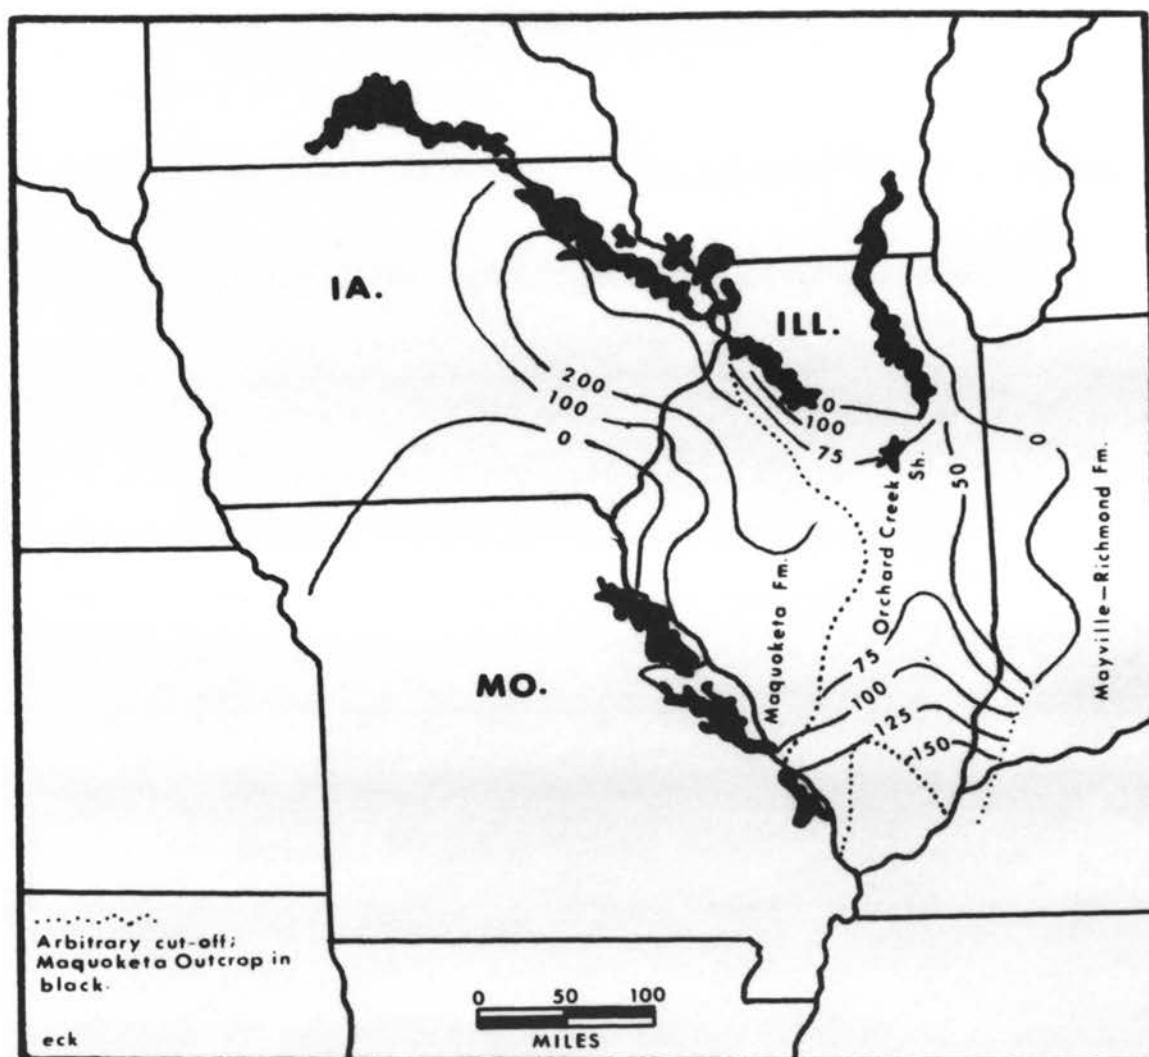 IA.
ILL.
MO.
200
100
0
0
100
75
50
0
Orchard Creek
Sh.
Maquoketa Fm.
Mayville–Richmond Fm.
75
100
125
150
Arbitrary cut-off;
Maquoketa Outcrop in
black.
eck
0 50 100
MILES